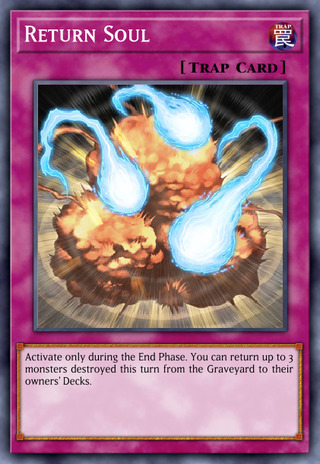 Return Soul
TRAP
罠
[ Trap Card ]
Activate only during the End Phase. You can return up to 3
monsters destroyed this turn from the Graveyard to their
owners' Decks.